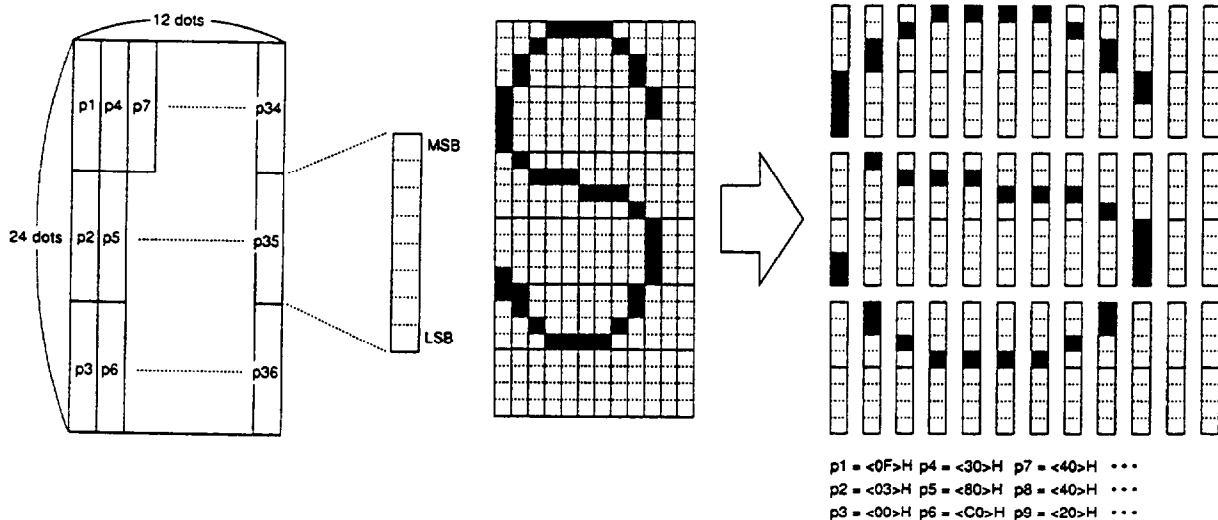 12 dots
p1 p4 p7 p34
MSB
24 dots
p2 p5 p35
LSB
p3 p6 p36
p1 = <0F>H p4 = <30>H p7 = <40>H ···
p2 = <03>H p5 = <80>H p8 = <40>H ···
p3 = <00>H p6 = <C0>H p9 = <20>H ···